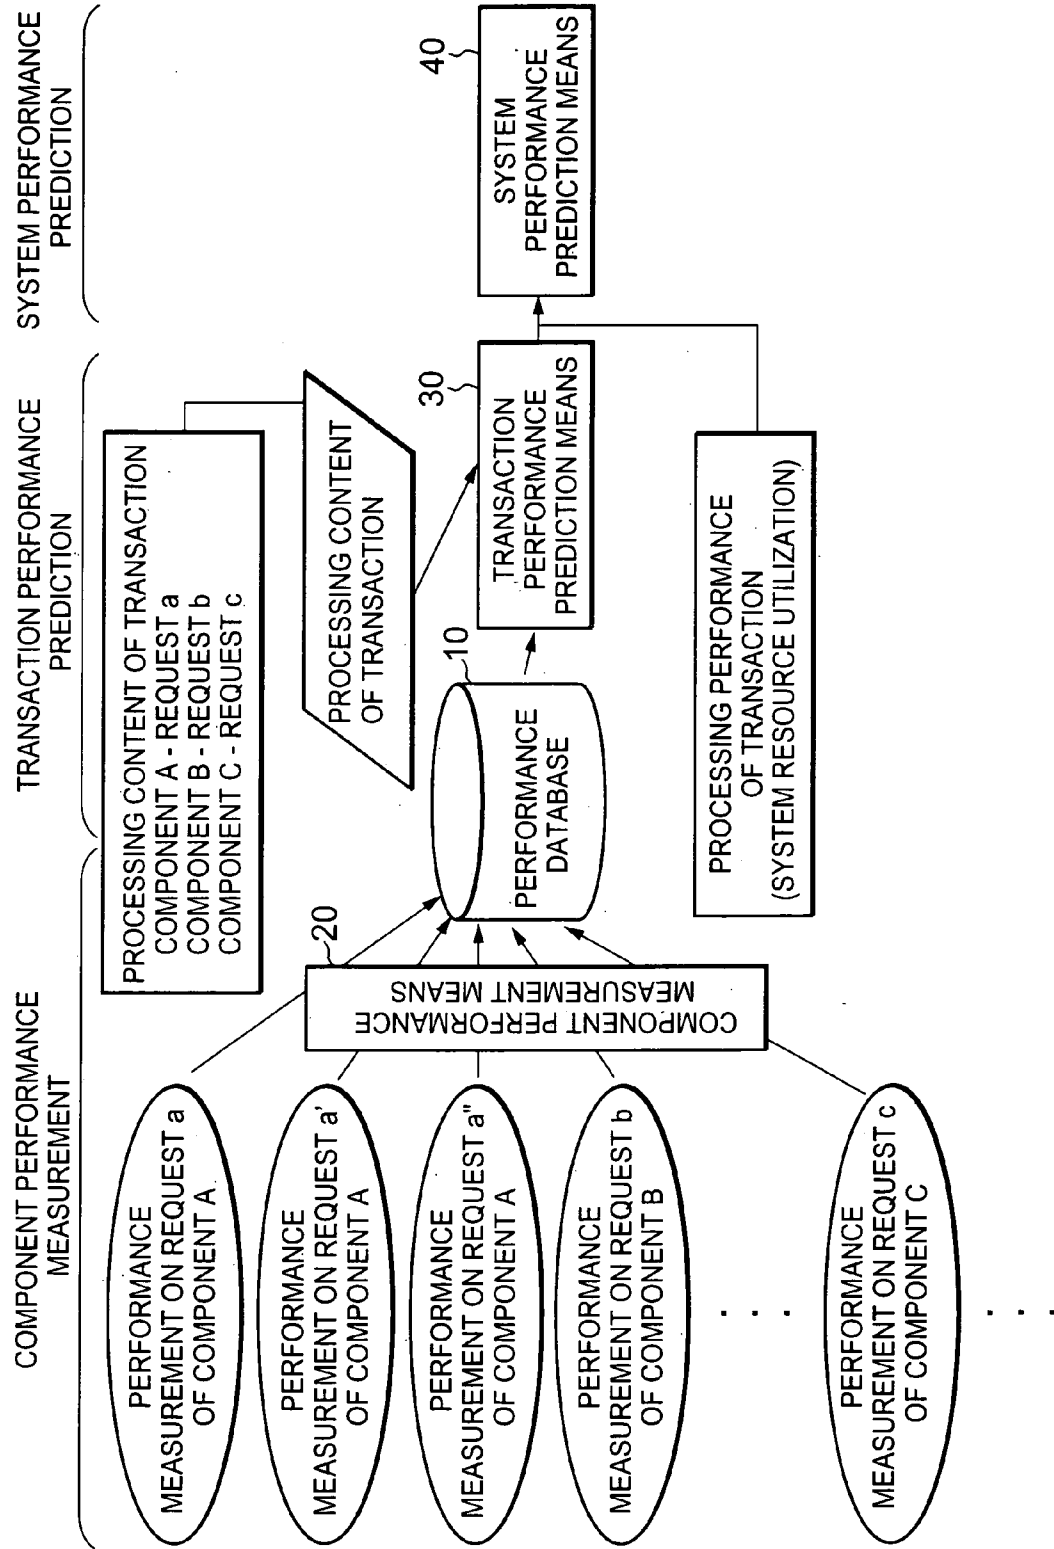 COMPONENT PERFORMANCE
MEASUREMENT
TRANSACTION PERFORMANCE
PREDICTION
SYSTEM PERFORMANCE
PREDICTION
PERFORMANCE
MEASUREMENT ON REQUEST a
OF COMPONENT A
PERFORMANCE
MEASUREMENT ON REQUEST a'
OF COMPONENT A
PERFORMANCE
MEASUREMENT ON REQUEST a"
OF COMPONENT A
PERFORMANCE
MEASUREMENT ON REQUEST b
OF COMPONENT B
. . .
PERFORMANCE
MEASUREMENT ON REQUEST c
OF COMPONENT C
. . .
20
COMPONENT PERFORMANCE
MEASUREMENT MEANS
PROCESSING CONTENT OF TRANSACTION
COMPONENT A - REQUEST a
COMPONENT B - REQUEST b
COMPONENT C - REQUEST c
PROCESSING CONTENT
OF TRANSACTION
10
PERFORMANCE
DATABASE
30
TRANSACTION
PERFORMANCE
PREDICTION MEANS
PROCESSING PERFORMANCE
OF TRANSACTION
(SYSTEM RESOURCE UTILIZATION)
40
SYSTEM
PERFORMANCE
PREDICTION MEANS